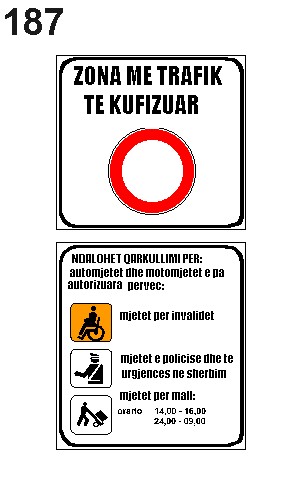 187
ZONA ME TRAFIK
TE KUFIZUAR
NDALOHET QARKULLIMI PER:
automjetet dhe motomjetet e pa
autorizuara pervec:
mjetet per invalidet
mjetet e policise dhe te
urgjences ne sherbim
mjetet per mall:
orario 14,00 - 16,00
24,00 - 09,00